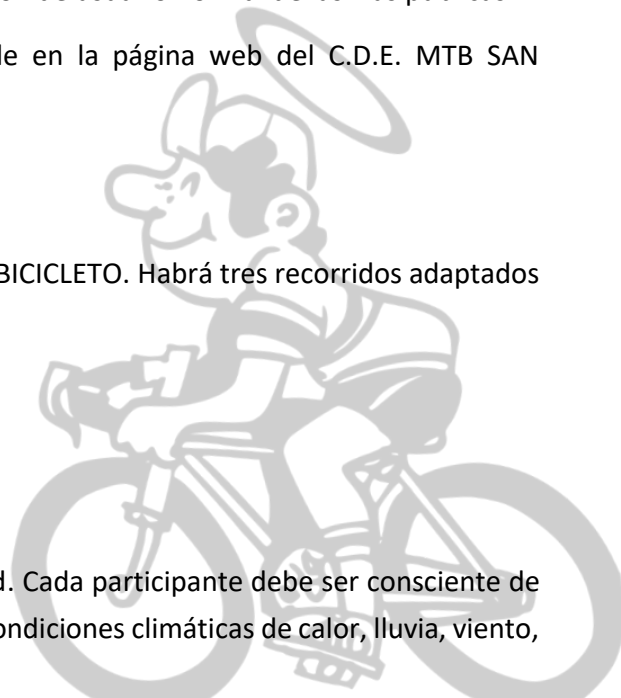 le en la página web del C.D.E. MTB SAN
BICICLETO. Habrá tres recorridos adaptados
d. Cada participante debe ser consciente de
ondiciones climáticas de calor, lluvia, viento,